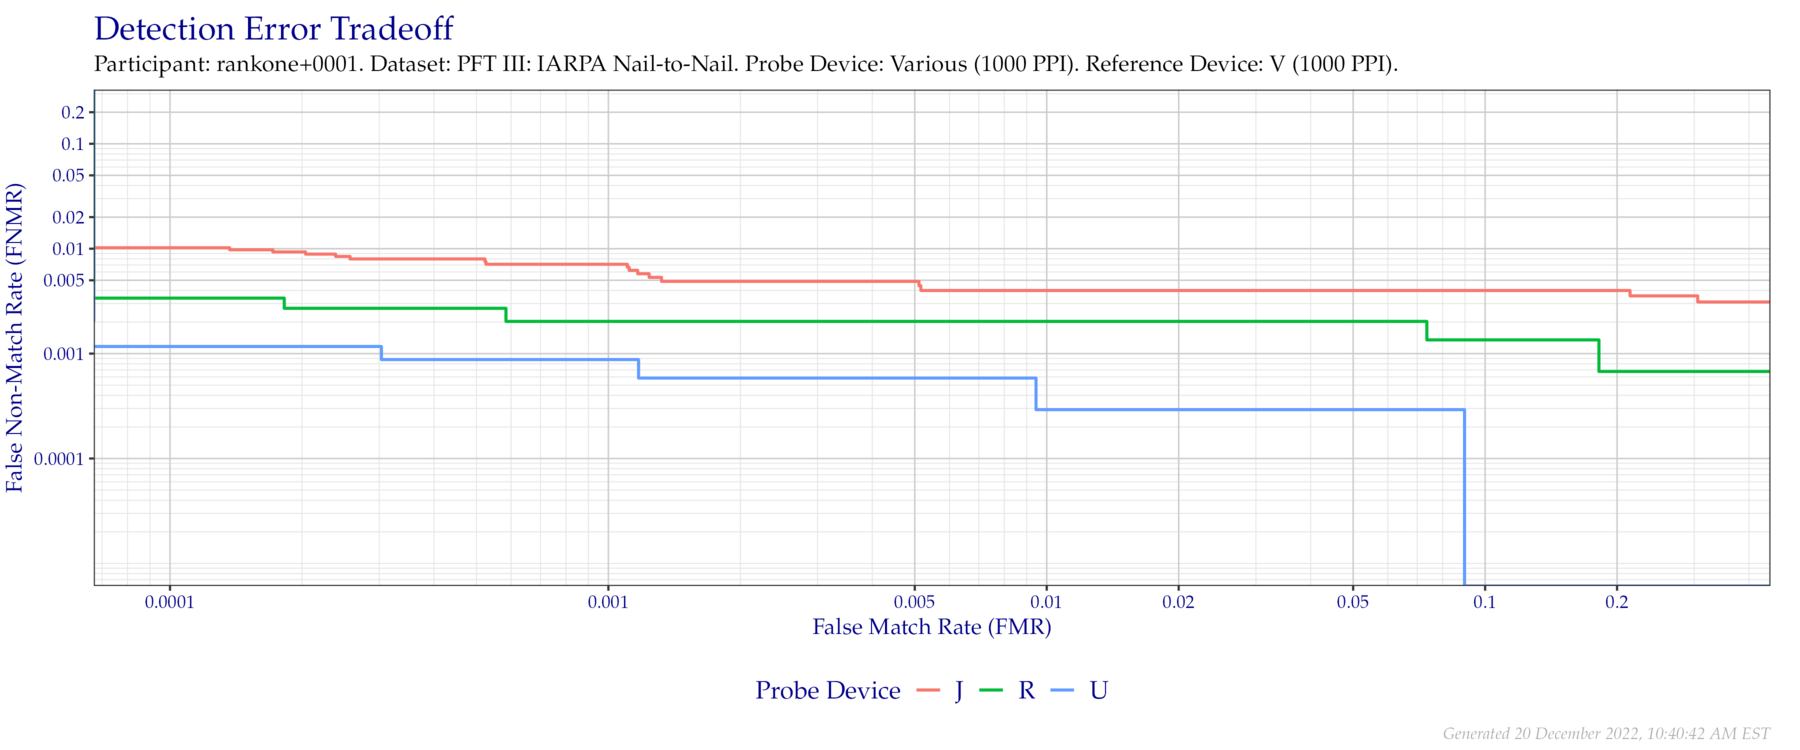 Detection Error Tradeoff
Participant: rankone+0001. Dataset: PFT III: IARPA Nail-to-Nail. Probe Device: Various (1000 PPI). Reference Device: V (1000 PPI).
False Non-Match Rate (FNMR)
0.2
0.1
0.05
0.02
0.01
0.005
0.001
0.0001
0.0001 0.001 0.005 0.01 0.02 0.05 0.1 0.2
False Match Rate (FMR)
Probe Device J R U
Generated 20 December 2022, 10:40:42 AM EST